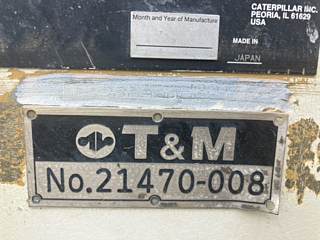 Month and Year of Manufacture
CATERPILLAR INC.
PEORIA, IL 61629
USA
MADE IN
JAPAN
T&M
No.21470-008